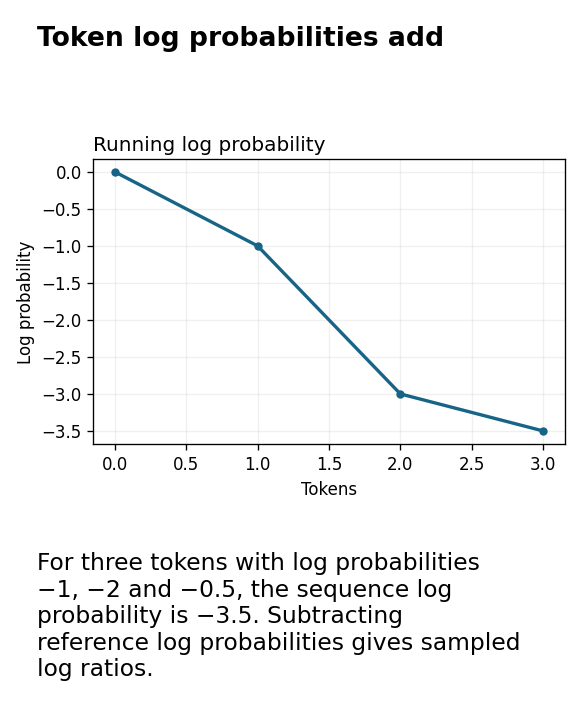 Token log probabilities add
Running log probability
0.0
−0.5
−1.0
−1.5
−2.0
−2.5
−3.0
−3.5
Log probability
0.0 0.5 1.0 1.5 2.0 2.5 3.0
Tokens
For three tokens with log probabilities
−1, −2 and −0.5, the sequence log
probability is −3.5. Subtracting
reference log probabilities gives sampled
log ratios.